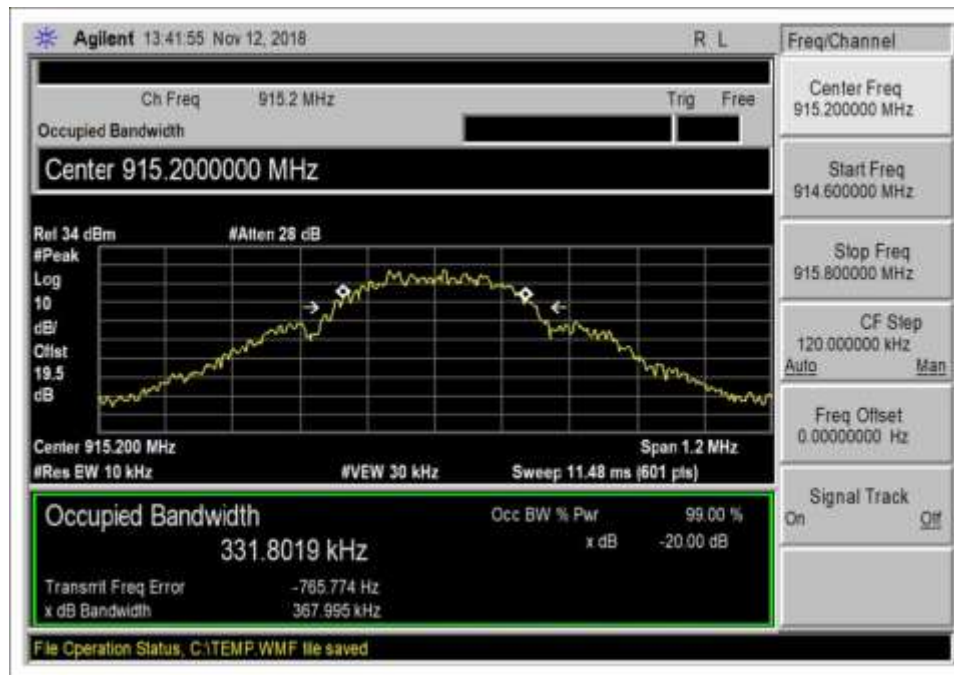 Agilent 13:41:55 Nov 12, 2018 R L
Freq/Channel
Ch Freq 915.2 MHz Trig Free
Occupied Bandwidth
Center 915.2000000 MHz
Ref 34 dBm #Atten 28 dB
#Peak
Log
10
dB/
Offst
19.5
dB
Center 915.200 MHz Span 1.2 MHz
#Res BW 10 kHz #VBW 30 kHz Sweep 11.48 ms (601 pts)
Occupied Bandwidth Occ BW % Pwr 99.00 %
331.8019 kHz x dB -20.00 dB
Transmit Freq Error -765.774 Hz
x dB Bandwidth 367.995 kHz
File Operation Status, C:\TEMP.WMF file saved
Center Freq
915.200000 MHz
Start Freq
914.600000 MHz
Stop Freq
915.800000 MHz
CF Step
120.000000 kHz
Auto Man
Freq Offset
0.00000000 Hz
Signal Track
On Off